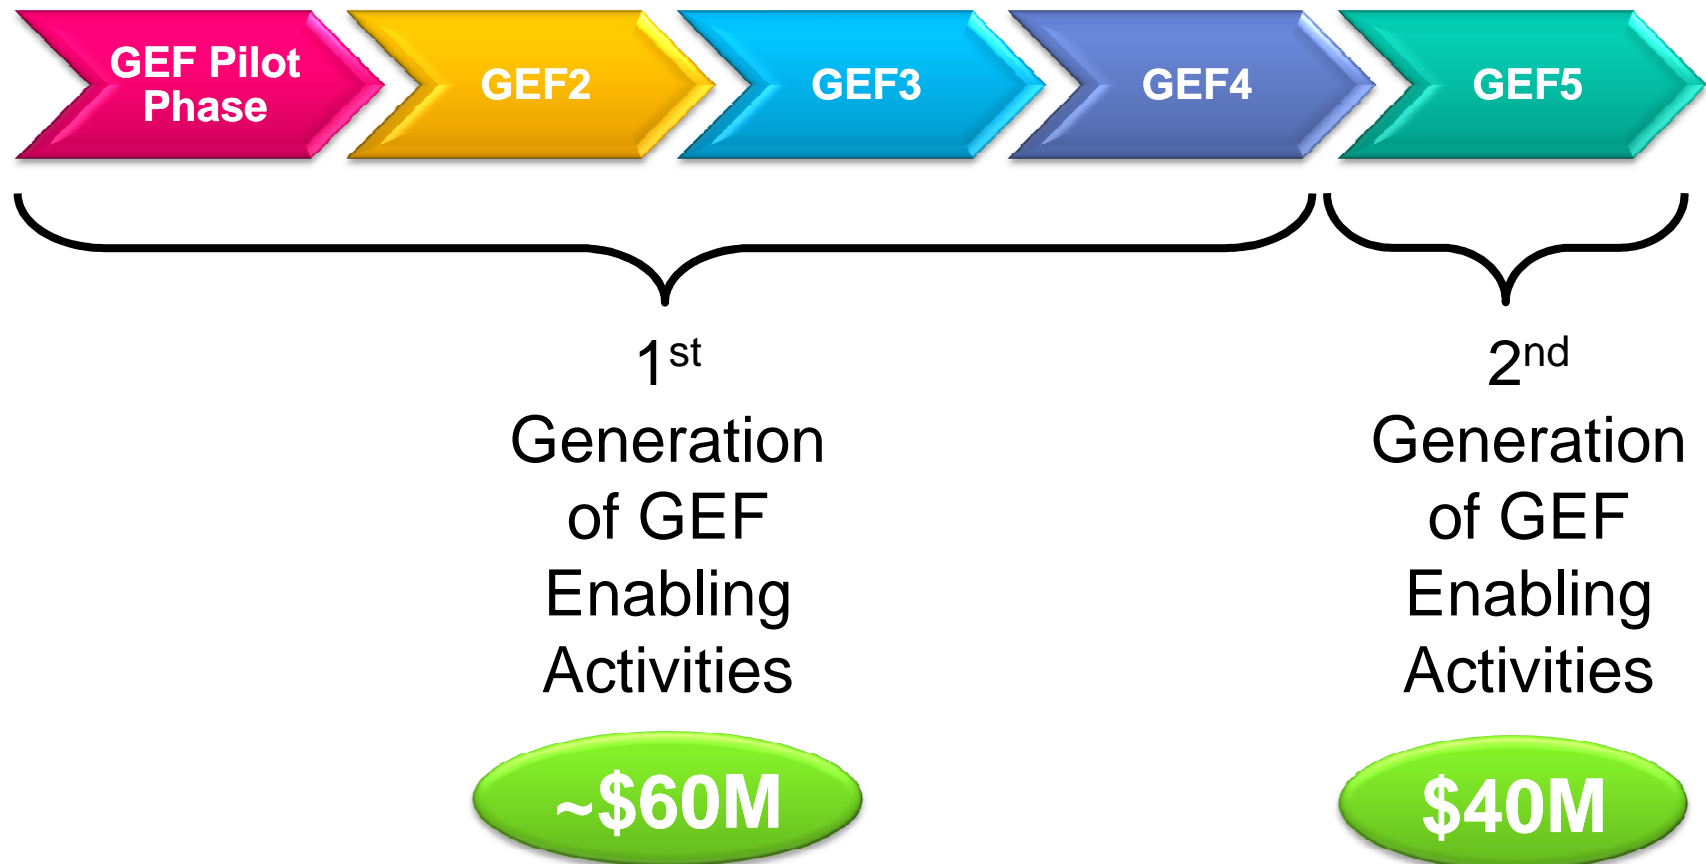 GEF Pilot
Phase
GEF2
GEF3
GEF4
GEF5
1st
Generation
of GEF
Enabling
Activities
~$60M
2nd
Generation
of GEF
Enabling
Activities
$40M